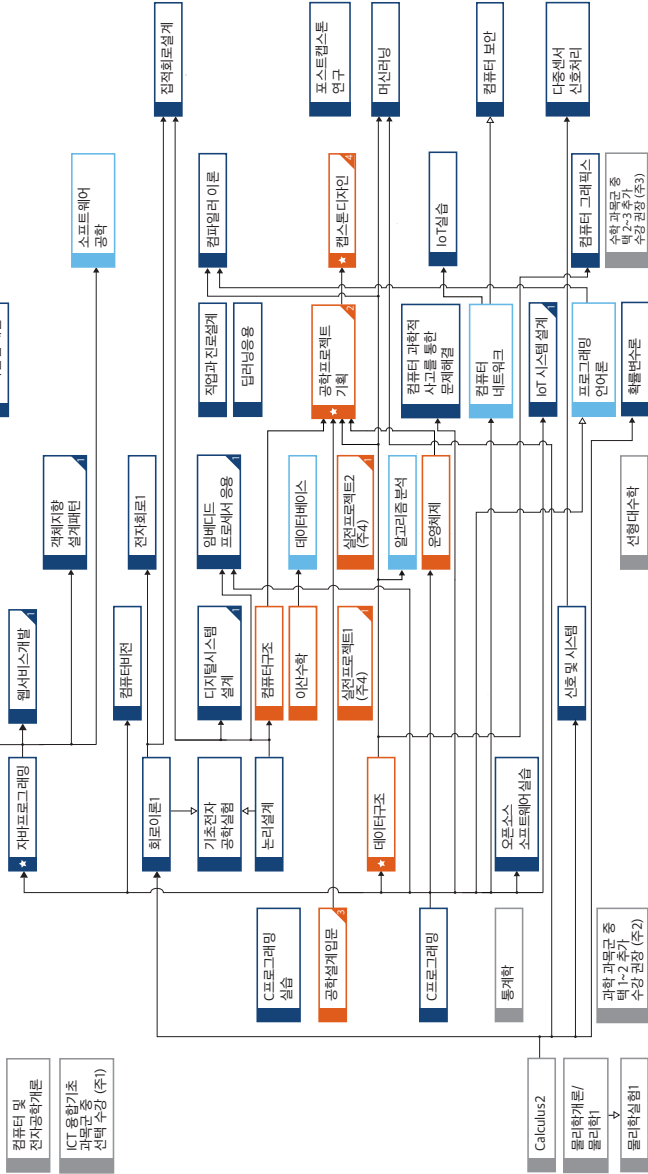 Calculus2
물리학개론/
물리학1
물리학실험1
컴퓨터 및
전자공학개론
ICT 융합기초
과목군 중
선택 수강 (주1)
C프로그래밍
실습
공학설계입문
3
C프로그래밍
통계학
과학 과목군 중
택 1~2 추가
수강 권장 (주2)
자바프로그래밍
회로이론1
기초전자
공학실험
논리설계
데이터구조
오픈소스
소프트웨어실습
웹서비스개발
1
컴퓨터비전
디지털시스템
설계
1
컴퓨터구조
이산수학
실전프로젝트1
(주4)
1
신호 및 시스템
객체지향
설계패턴
1
전자회로1
임베디드
프로세서 응용
1
데이터베이스
실전프로젝트2
(주4)
1
알고리즘분석
운영체제
선형대수학
직업과 진로설계
딥러닝응용
공학프로젝트
기획
2
컴퓨터 과학적
사고를 통한
문제해결
컴퓨터
네트워크
IoT 시스템 설계
1
프로그래밍
언어론
확률변수론
소프트웨어
공학
컴파일러 이론
캡스톤디자인
4
IoT실습
컴퓨터 그래픽스
수학 과목군 중
택 2~3 추가
수강 권장 (주3)
집적회로설계
포스트캡스톤
연구
머신러닝
컴퓨터 보안
다중센서
신호처리